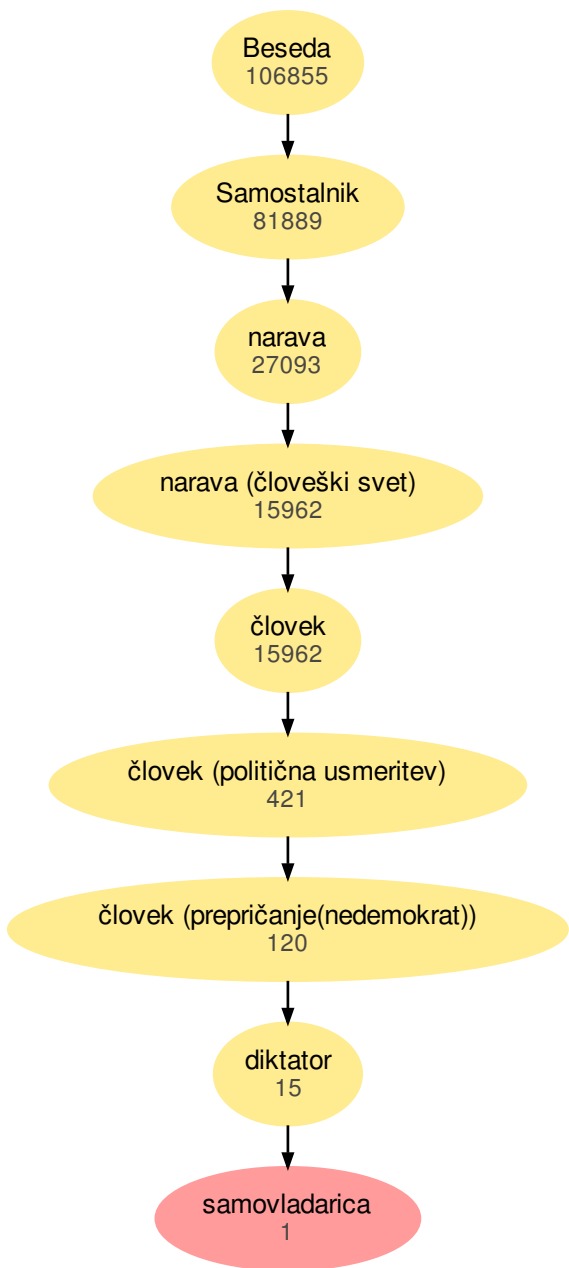 Beseda
106855
Samostalnik
81889
narava
27093
narava (človeški svet)
15962
človek
15962
človek (politična usmeritev)
421
človek (prepričanje(nedemokrat))
120
diktator
15
samovladarica
1